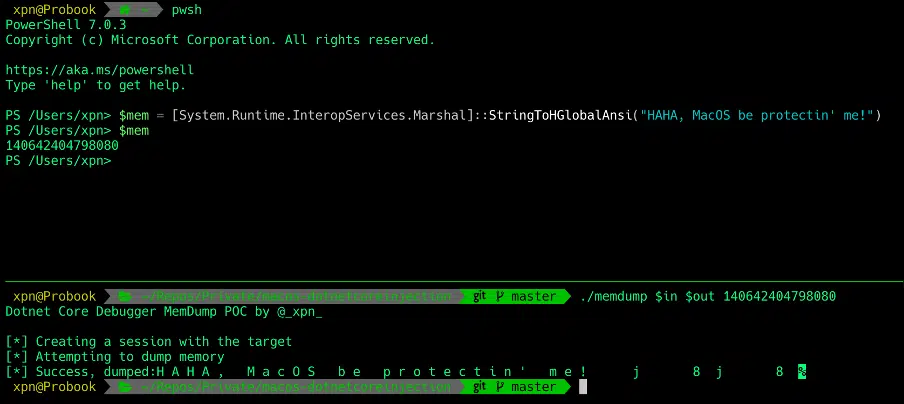 xpn@Probook ~ pwsh
PowerShell 7.0.3
Copyright (c) Microsoft Corporation. All rights reserved.
https://aka.ms/powershell
Type 'help' to get help.
PS /Users/xpn> $mem = [System.Runtime.InteropServices.Marshal]::StringToHGlobalAnsi("HAHA, MacOS be protectin' me!")
PS /Users/xpn> $mem
140642404798080
PS /Users/xpn>
xpn@Probook ~/Repos/Private/macos-dotnetcoreinjection git master ./memdump $in $out 140642404798080
Dotnet Core Debugger MemDump POC by @_xpn_
[*] Creating a session with the target
[*] Attempting to dump memory
[*] Success, dumped:H A H A ,   M a c O S   b e   p r o t e c t i n '   m e !      j      8  j      8 %
xpn@Probook ~/Repos/Private/macos-dotnetcoreinjection git master